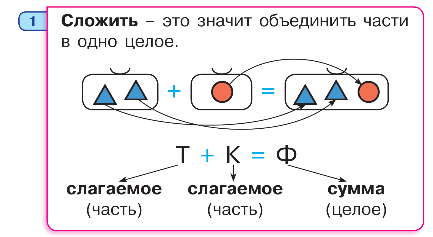 1
Сложить – это значит объединить части
в одно целое.
+ =
Т + К = Ф
слагаемое слагаемое сумма
(часть) (часть) (целое)